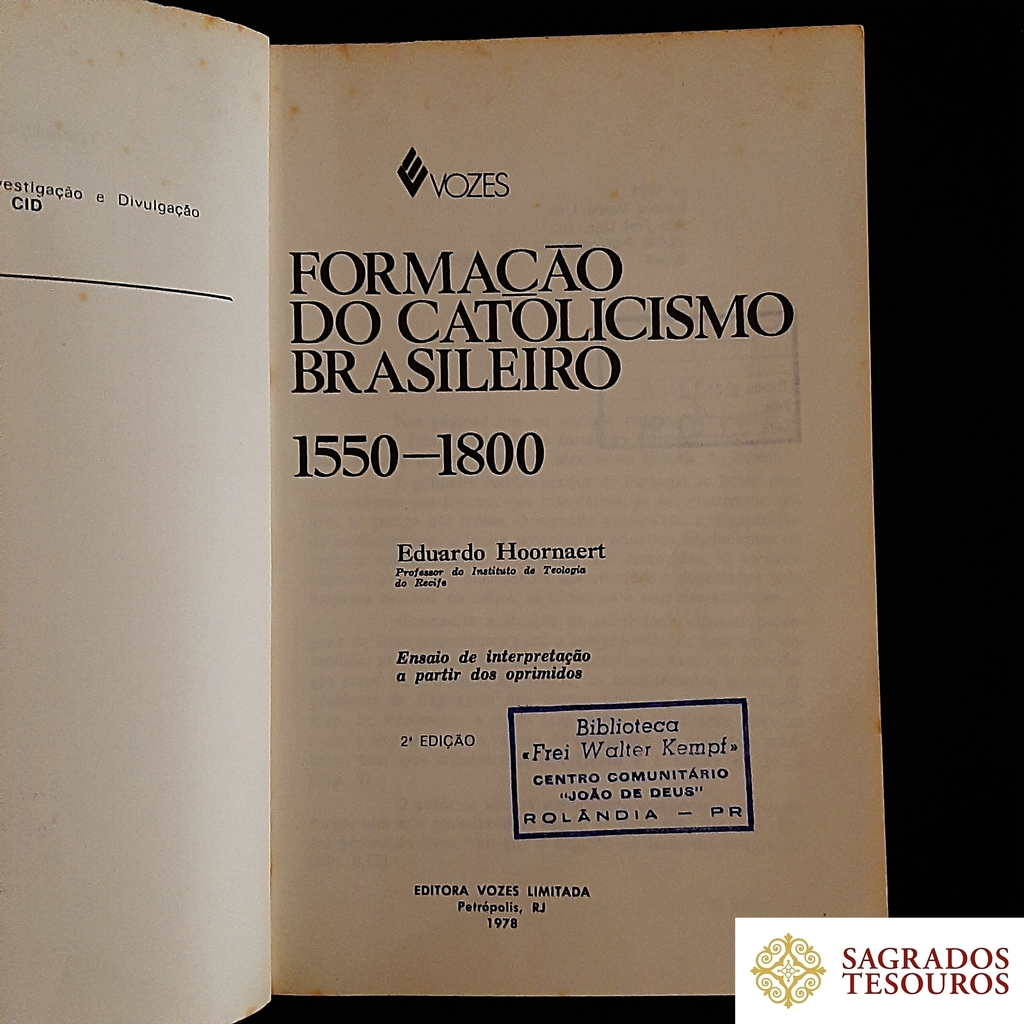 vestigação e Divulgação
CID
VOZES
FORMAÇÃO
DO CATOLICISMO
BRASILEIRO
1550—1800
Eduardo Hoornaert
Professor do Instituto de Teologia
do Recife
Ensaio de interpretação
a partir dos oprimidos
2ª EDIÇÃO
Biblioteca
«Frei Walter Kempf»
CENTRO COMUNITÁRIO
"JOÃO DE DEUS"
ROLÂNDIA — PR
EDITORA VOZES LIMITADA
Petrópolis, RJ
1978
SAGRADOS
TESOUROS